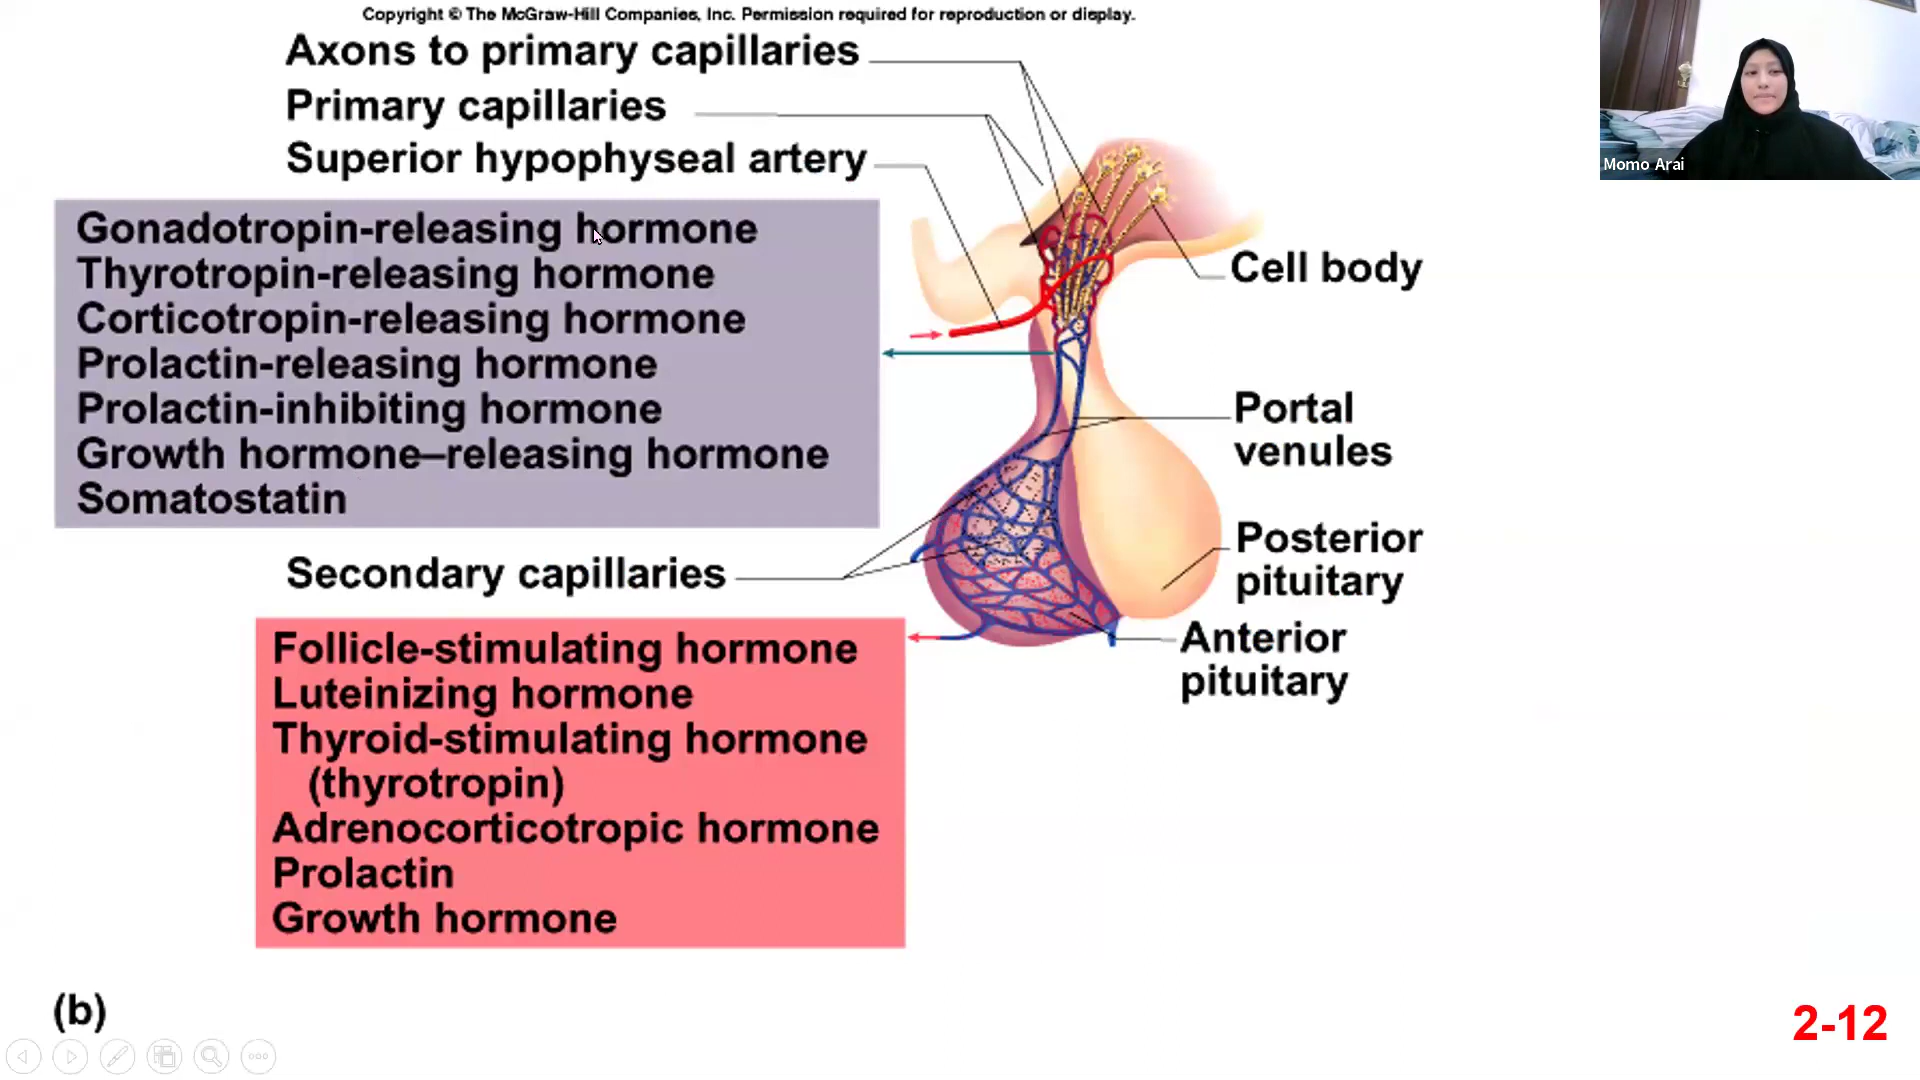 Copyright © The McGraw-Hill Companies, Inc. Permission required for reproduction or display.
Axons to primary capillaries
Primary capillaries
Superior hypophyseal artery
Momo Arai
Gonadotropin-releasing hormone
Thyrotropin-releasing hormone
Corticotropin-releasing hormone
Prolactin-releasing hormone
Prolactin-inhibiting hormone
Growth hormone–releasing hormone
Somatostatin
Cell body
Portal
venules
Secondary capillaries
Posterior
pituitary
Anterior
pituitary
Follicle-stimulating hormone
Luteinizing hormone
Thyroid-stimulating hormone
(thyrotropin)
Adrenocorticotropic hormone
Prolactin
Growth hormone
(b)
2-12